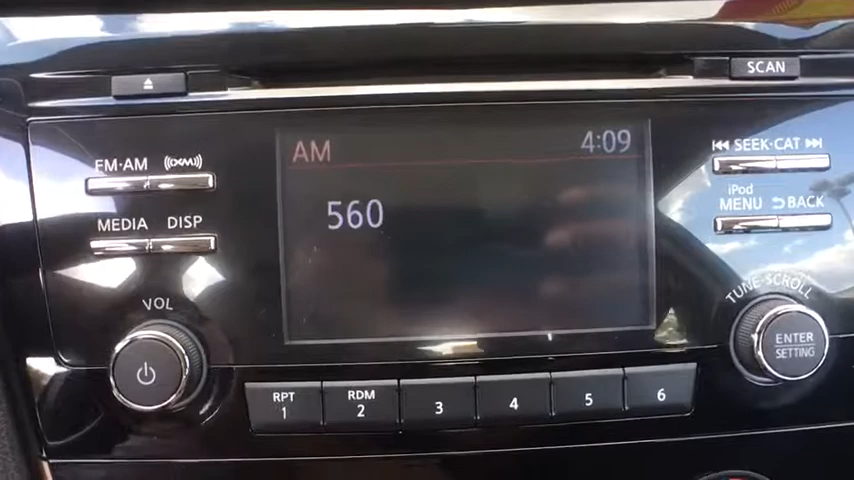 SCAN
FM·AM
((XM))
AM
4:09
SEEK·CAT
560
iPod
MENU
BACK
MEDIA
DISP
VOL
TUNE·SCROLL
ENTER
SETTING
RPT
1
RDM
2
3
4
5
6